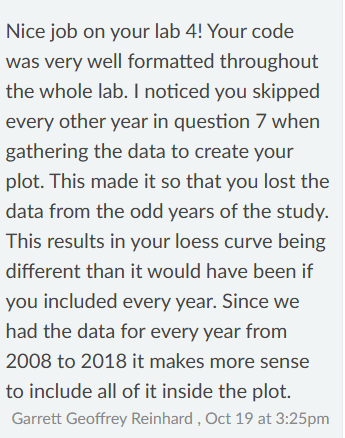 Nice job on your lab 4! Your code
was very well formatted throughout
the whole lab. I noticed you skipped
every other year in question 7 when
gathering the data to create your
plot. This made it so that you lost the
data from the odd years of the study.
This results in your loess curve being
different than it would have been if
you included every year. Since we
had the data for every year from
2008 to 2018 it makes more sense
to include all of it inside the plot.
Garrett Geoffrey Reinhard , Oct 19 at 3:25pm